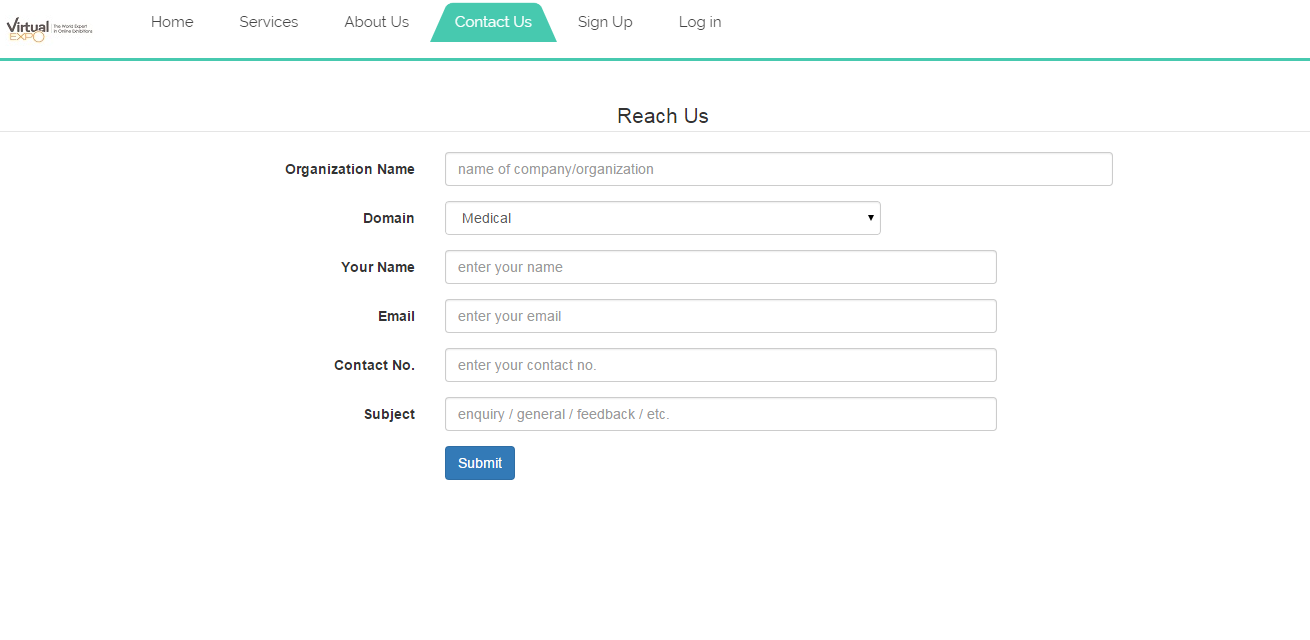 Virtual EXPO The World Expert in Online Exhibitions
Home Services About Us Contact Us Sign Up Log in
Reach Us
Organization Name name of company/organization
Domain Medical
Your Name enter your name
Email enter your email
Contact No. enter your contact no.
Subject enquiry / general / feedback / etc.
Submit